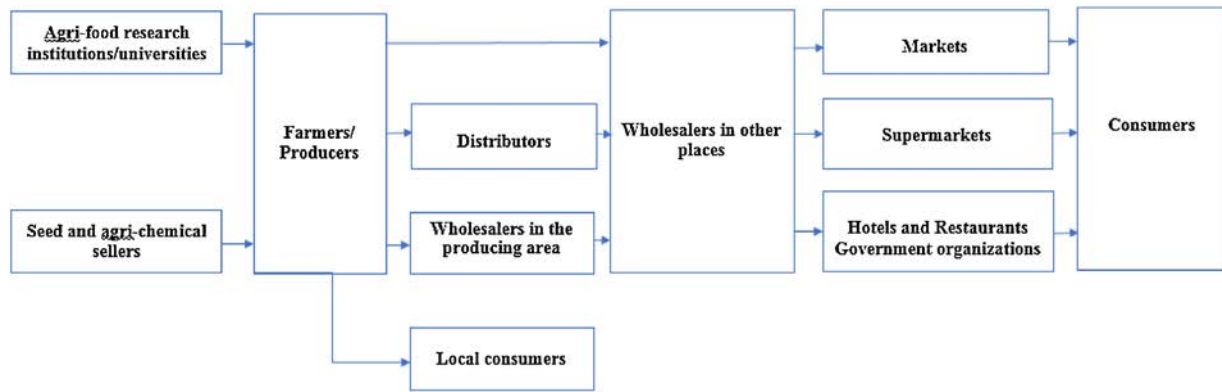 Agri-food research
institutions/universities
Seed and agri-chemical
sellers
Farmers/
Producers
Distributors
Wholesalers in the
producing area
Local consumers
Wholesalers in other
places
Markets
Supermarkets
Hotels and Restaurants
Government organizations
Consumers